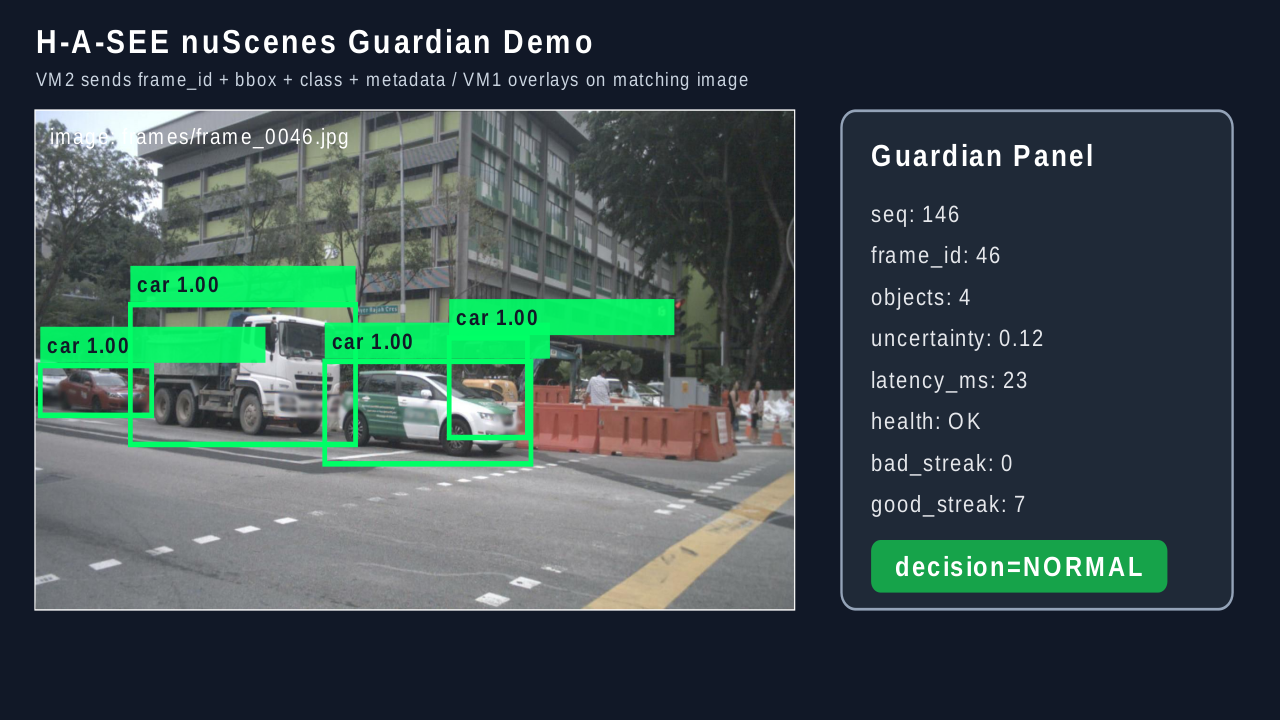 H-A-SEE nuScenes Guardian Demo
VM2 sends frame_id + bbox + class + metadata / VM1 overlays on matching image
image: frames/frame_0046.jpg
car 1.00
car 1.00
car 1.00
car 1.00
Guardian Panel
seq: 146
frame_id: 46
objects: 4
uncertainty: 0.12
latency_ms: 23
health: OK
bad_streak: 0
good_streak: 7
decision=NORMAL